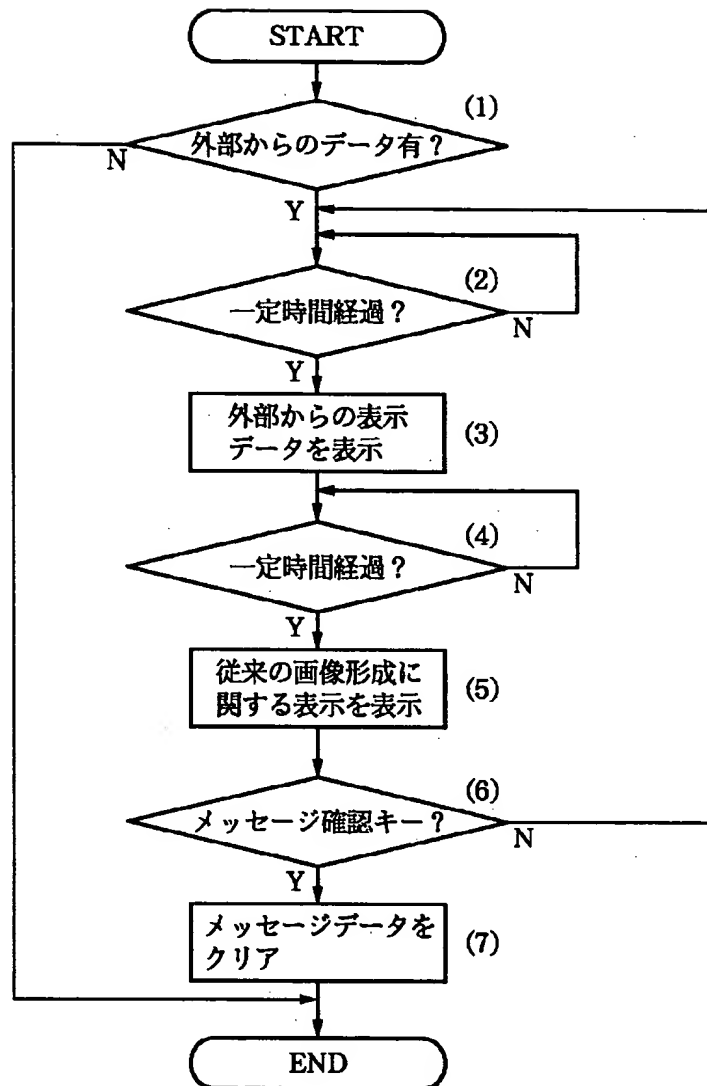 START
(1)
外部からのデータ有?
N
Y
(2)
一定時間経過?
N
Y
外部からの表示
データを表示
(3)
(4)
一定時間経過?
N
Y
従来の画像形成に
関する表示を表示
(5)
(6)
メッセージ確認キー?
N
Y
メッセージデータを
クリア
(7)
END